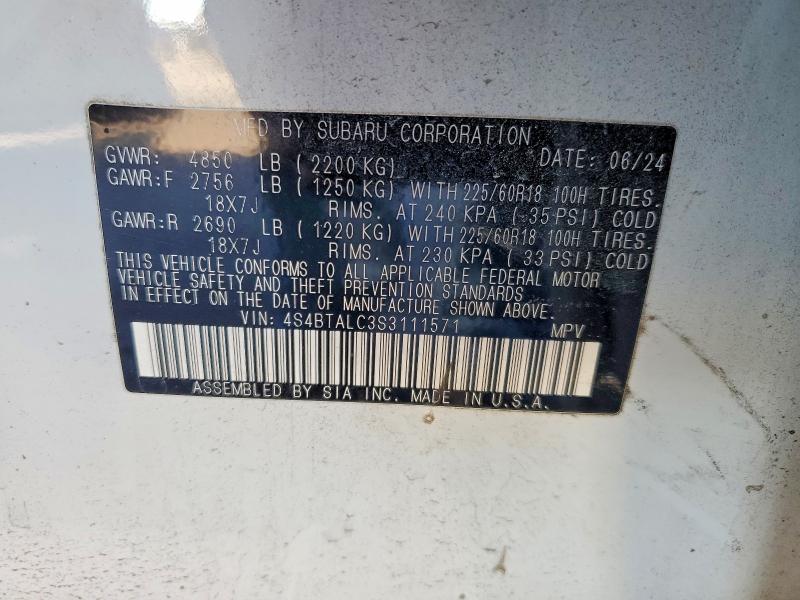 MFD BY SUBARU CORPORATION DATE: 06/24
GVWR: 4850 LB (2200 KG)
GAWR:F 2756 LB (1250 KG) WITH 225/60R18 100H TIRES.
18X7J RIMS. AT 240 KPA (35 PSI) COLD
GAWR:R 2690 LB (1220 KG) WITH 225/60R18 100H TIRES.
18X7J RIMS. AT 230 KPA (33 PSI) COLD
THIS VEHICLE CONFORMS TO ALL APPLICABLE FEDERAL MOTOR
VEHICLE SAFETY AND THEFT PREVENTION STANDARDS
IN EFFECT ON THE DATE OF MANUFACTURE SHOWN ABOVE.
VIN: 4S4BTALC3S3111571 MPV
ASSEMBLED BY SIA INC. MADE IN U.S.A.